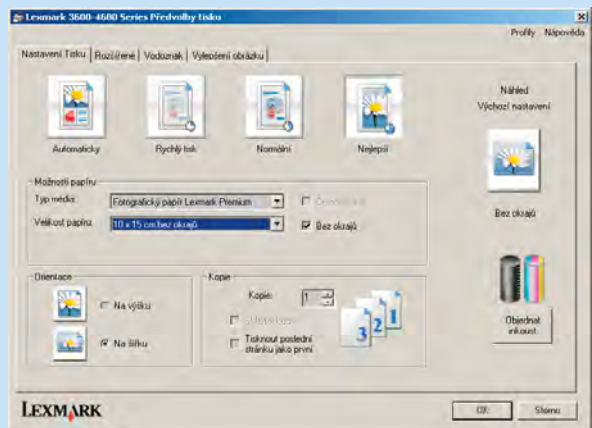 Lexmark 3600-4600 Series Předvolby tisku
Profily Nápověda
Nastavení Tisku Rozšířené Vodoznak Vylepšení obrázku
Automaticky Rychlý tisk Normální Nejlepší
Náhled
Výchozí nastavení
Bez okrajů
Možnosti papíru
Typ média: Fotografický papír Lexmark Premium
Velikost papíru: 10 x 15 cm bez okrajů Bez okrajů
Orientace
Na výšku
Na šířku
Kopie
Kopie: 1
Tisknout poslední
stránku jako první
3 2 1
Objednat
inkoust
LEXMARK
OK Storno